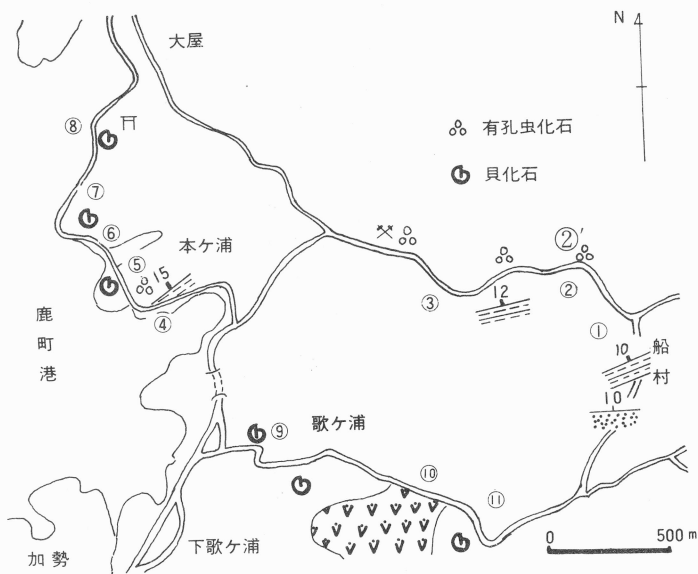 N
大屋
⑧
有孔虫化石
貝化石
⑦
⑥
本ケ浦
②'
⑤
15
12
③
②
④
①
鹿町港
10
船村
10
⑨
歌ケ浦
⑩
⑪
下歌ケ浦
加勢
0 500 m